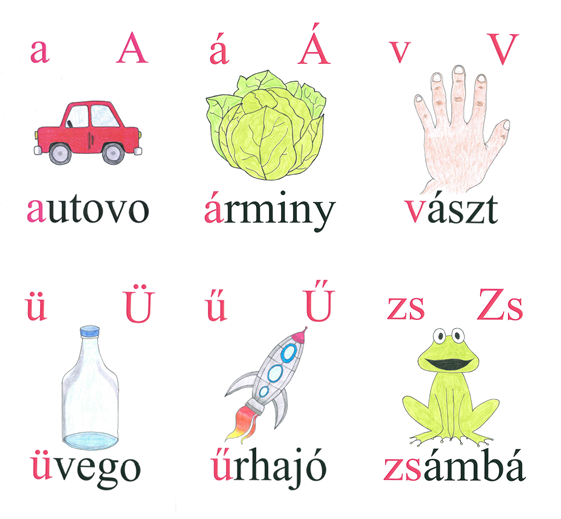 a A á Á v V
autovo árminy vászt
ü Ü ű Ű zs Zs
üvego űrhajó zsámbá